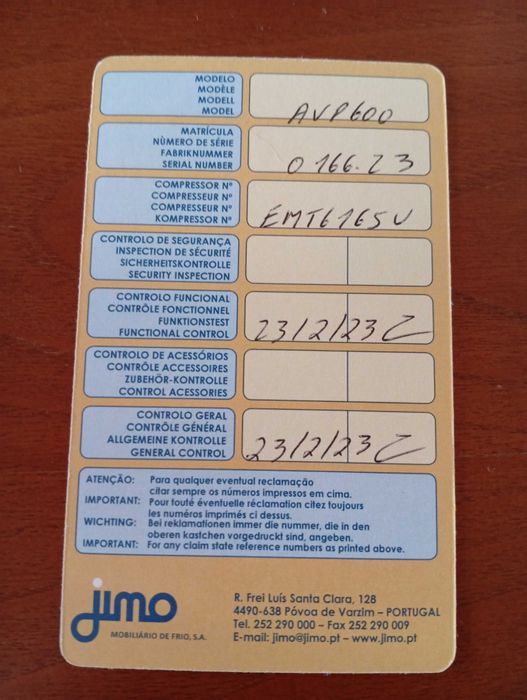 MODELO
MODÈLE
MODELL
MODEL
AVP600
MATRÍCULA
NÙMERO DE SÉRIE
FABRIKNUMMER
SERIAL NUMBER
0166.23
COMPRESSOR Nº
COMPRESEUR Nº
COMPRESEUR Nº
KOMPRESSOR Nº
EMT6165U
CONTROLO DE SEGURANÇA
INSPECTION DE SÉCURITÉ
SICHERHEITSKONTROLLE
SECURITY INSPECTION
CONTROLO FUNCIONAL
CONTRÔLE FONCTIONNEL
FUNKTIONSTEST
FUNCTIONAL CONTROL
23/2/23
CONTROLO DE ACESSÓRIOS
CONTRÔLE ACCESSOIRES
ZUBEHÖR-KONTROLLE
CONTROL ACESSORIES
CONTROLO GERAL
CONTRÔLE GÉNÉRAL
ALLGEMEINE KONTROLLE
GENERAL CONTROL
23/2/23
ATENÇÃO: Para qualquer eventual reclamação
citar sempre os números impressos em cima.
IMPORTANT: Pour touté éventuelle réclamation citez toujours
les numéros imprimés ci dessus.
WICHTING: Bei reklamationen immer die nummer, die in den
oberen kastchen vorgedruckt sind, angeben.
IMPORTANT: For any claim state reference numbers as printed above.
jimo
MOBILIÁRIO DE FRIO, S.A.
R. Frei Luís Santa Clara, 128
4490-638 Póvoa de Varzim – PORTUGAL
Tel. 252 290 000 – Fax 252 290 009
E-mail: jimo@jimo.pt – www.jimo.pt